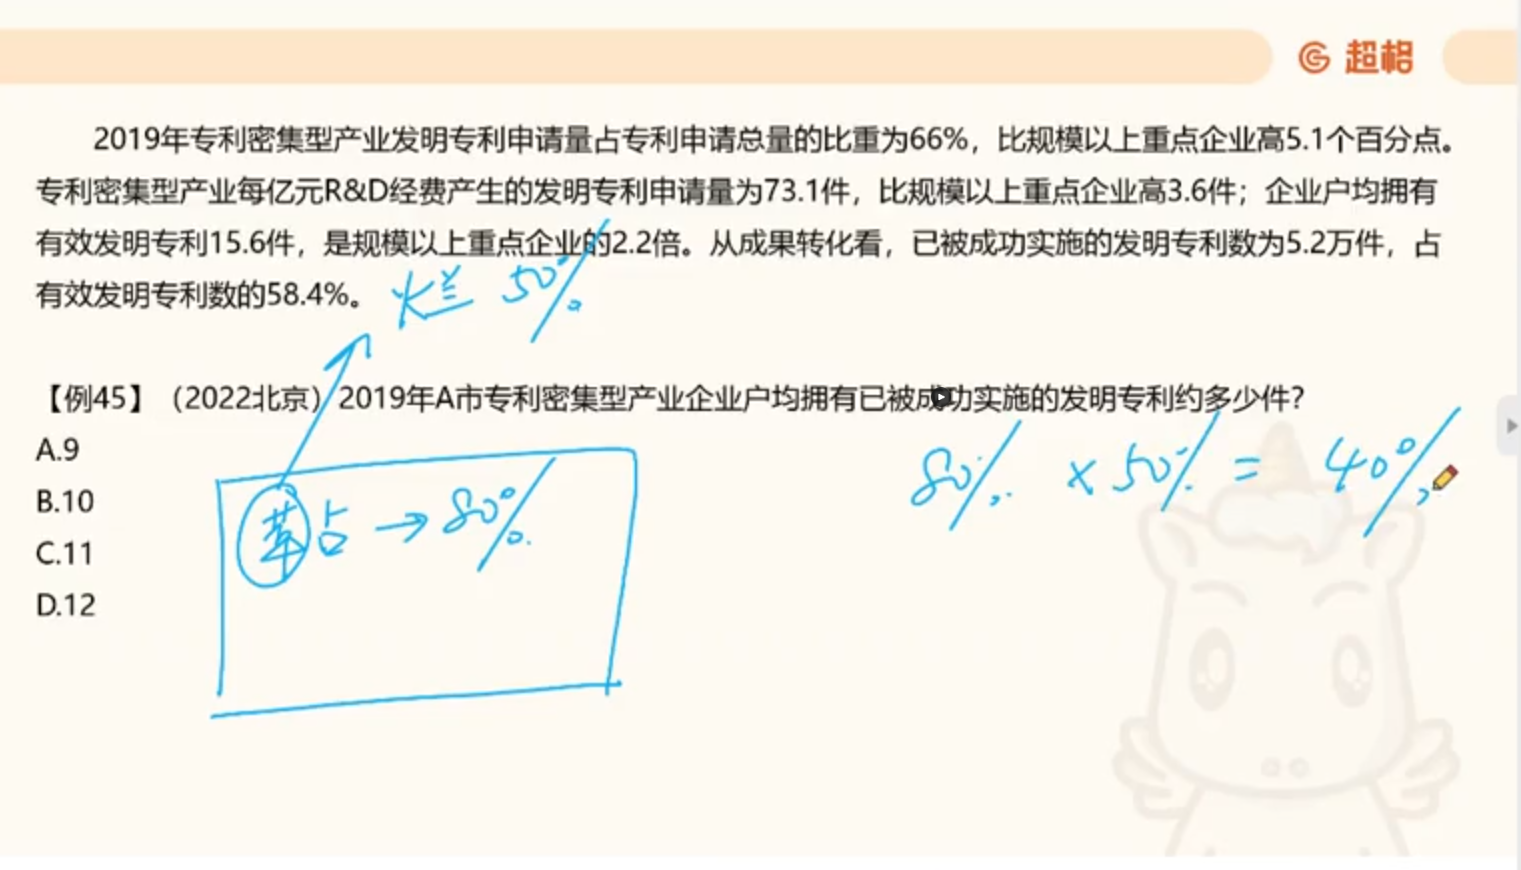 超格
2019年专利密集型产业发明专利申请量占专利申请总量的比重为66%，比规模以上重点企业高5.1个百分点。
专利密集型产业每亿元R&D经费产生的发明专利申请量为73.1件，比规模以上重点企业高3.6件；企业户均拥有
有效发明专利15.6件，是规模以上重点企业的2.2倍。从成果转化看，已被成功实施的发明专利数为5.2万件，占
有效发明专利数的58.4%。
烂 50%
【例45】（2022北京）2019年A市专利密集型产业企业户均拥有已被成功实施的发明专利约多少件？
A.9
B.10
C.11
D.12
苹占→80%
80% × 50% = 40%